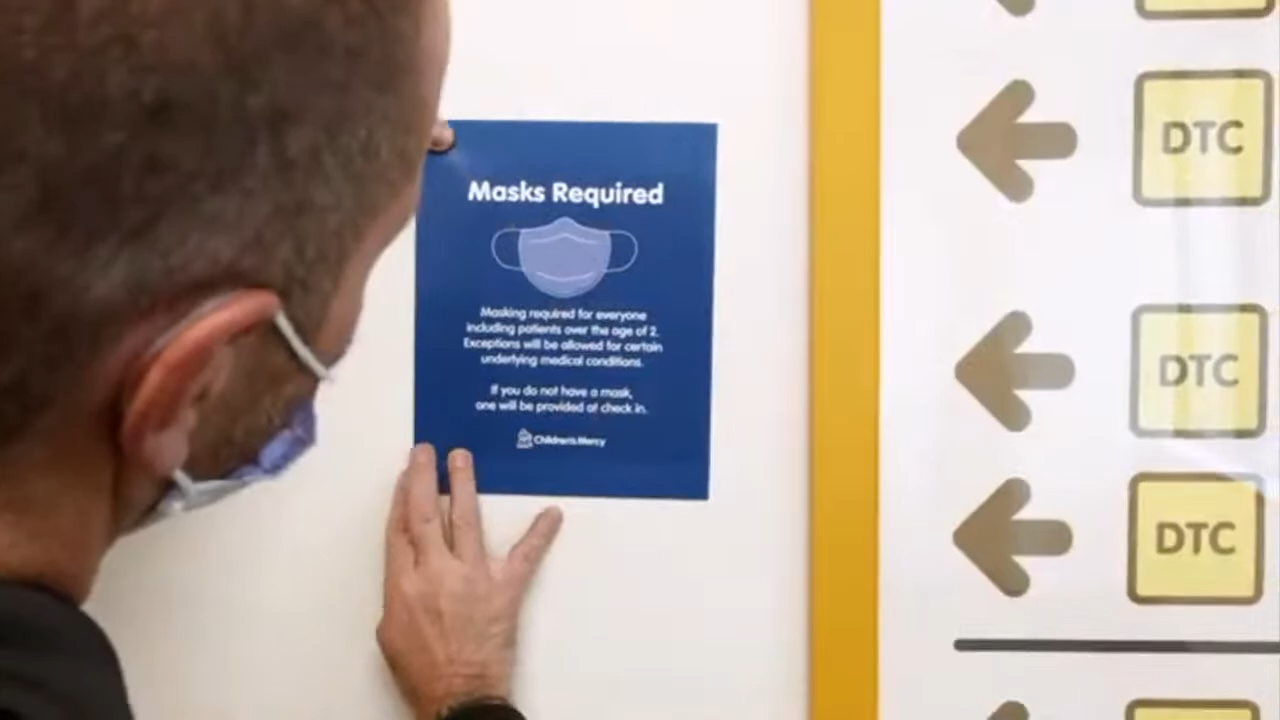 Masks Required
Masking required for everyone
including patients over the age of 2.
Exceptions will be allowed for certain
underlying medical conditions.
If you do not have a mask,
one will be provided at check in.
Children's Mercy
DTC
DTC
DTC